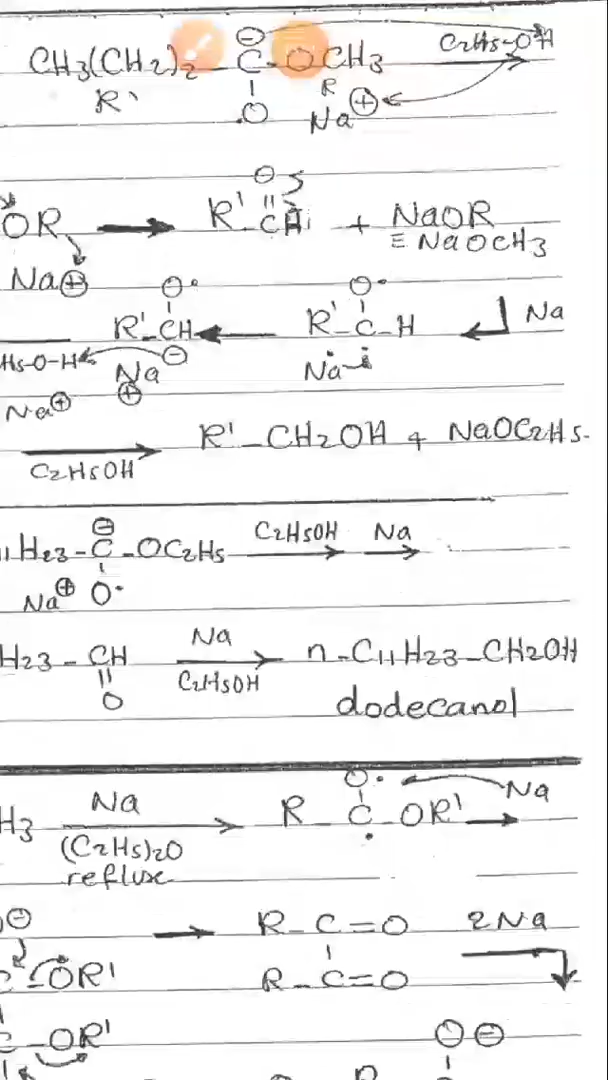 CH3(CH2)2 - C - OCH3 C2H5-OH
⊖
R' R
.O Na⊕
⊖
OR → R' - C + NaOR
≡ NaOCH3
Na⊕
O• O•
R'-CH ← R'-C-H Na
H5-O-H Na ⊖ Na
Na⊕ ⊕
→ R'-CH2OH + NaOC2H5.
C2H5OH
⊖
H23-C-OC2H5 C2H5OH → Na →
Na⊕ O•
H23-CH Na → n-C11H23-CH2OH
O C2H5OH
dodecanol
O• Na
H3 Na → R-C-OR' →
(C2H5)2O
reflux
⊖ → R-C=O 2Na
OR' R-C=O
OR' O⊖
R